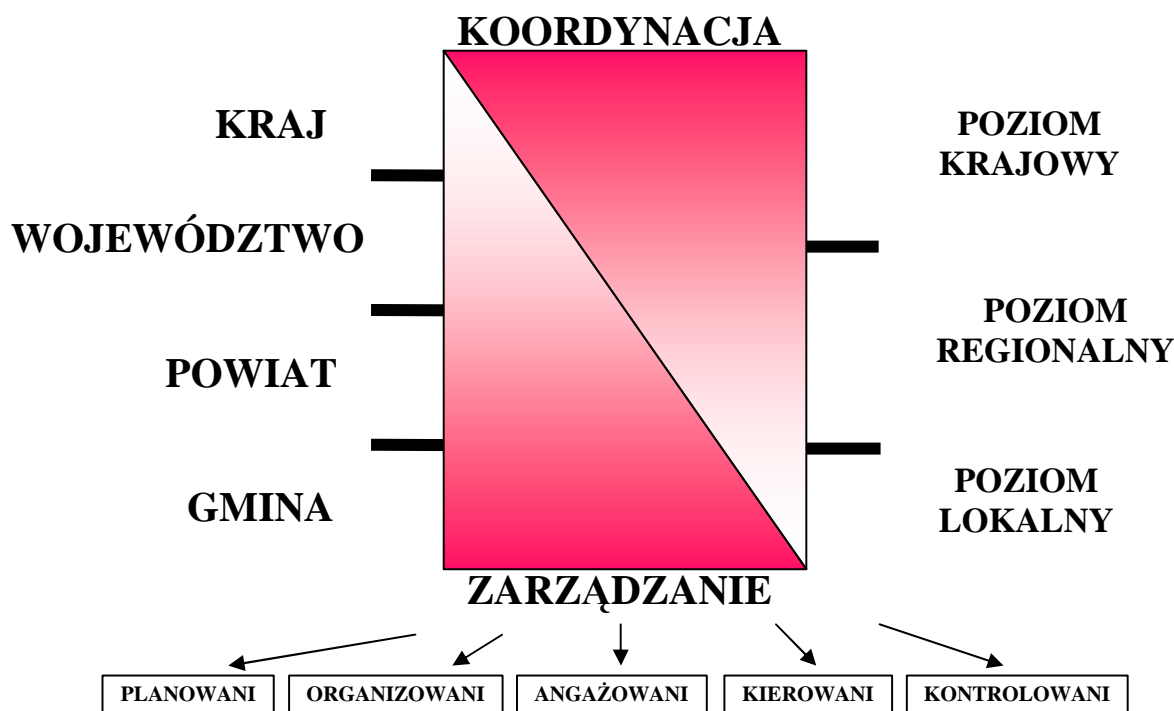 KOORDYNACJA
KRAJ
WOJEWÓDZTWO
POWIAT
GMINA
POZIOM
KRAJOWY
POZIOM
REGIONALNY
POZIOM
LOKALNY
ZARZĄDZANIE
PLANOWANI
ORGANIZOWANI
ANGAŻOWANI
KIEROWANI
KONTROLOWANI